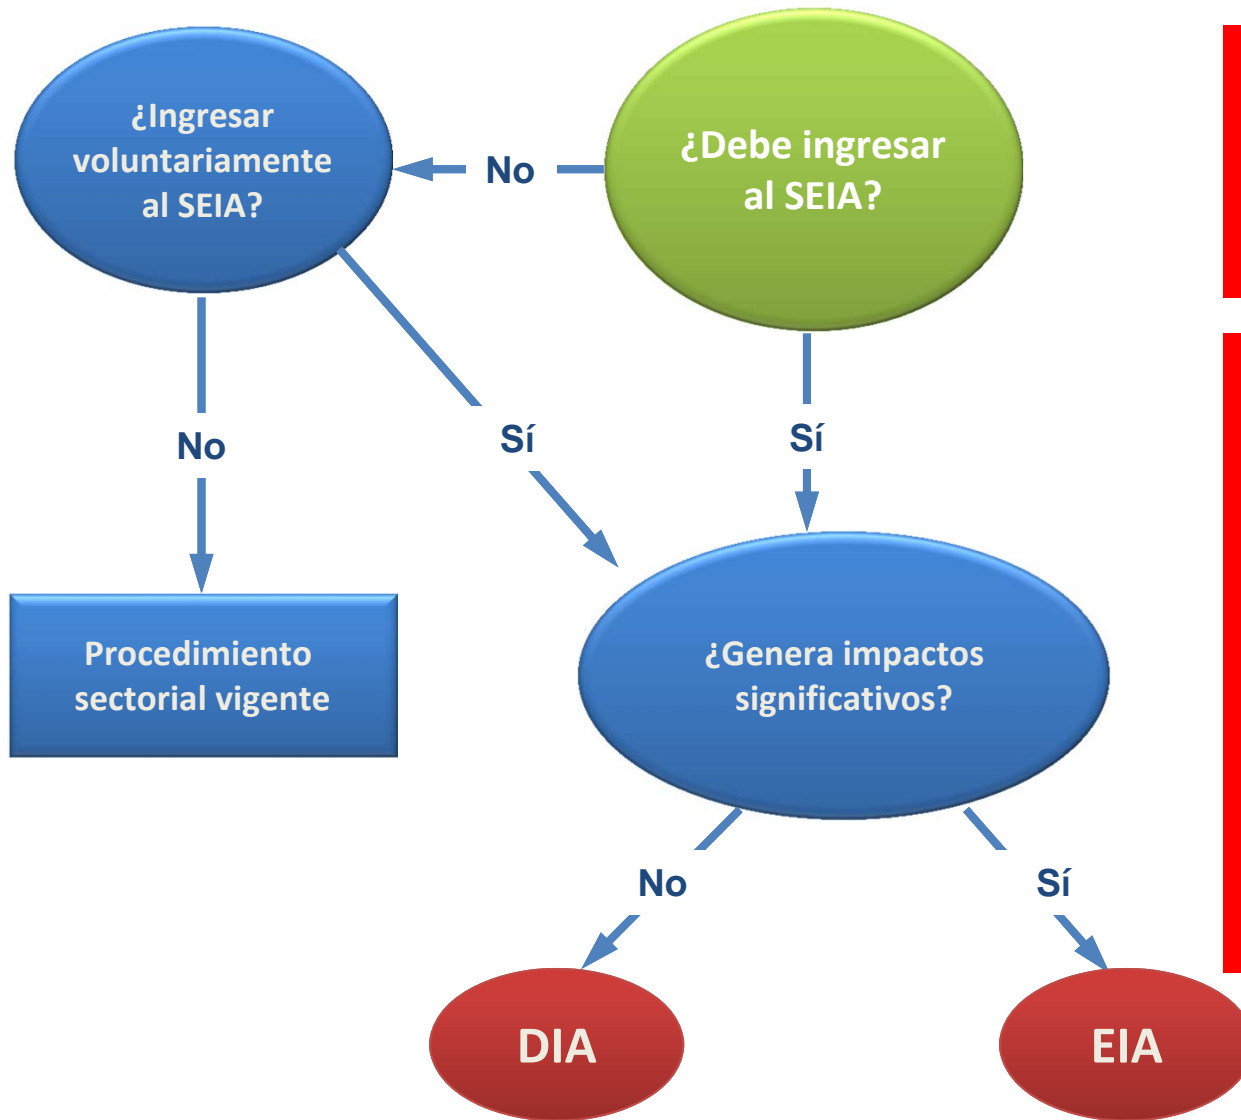 ¿Ingresar
voluntariamente
al SEIA?
No
¿Debe ingresar
al SEIA?
No
Sí
Sí
Procedimiento
sectorial vigente
¿Genera impactos
significativos?
No
Sí
DIA
EIA